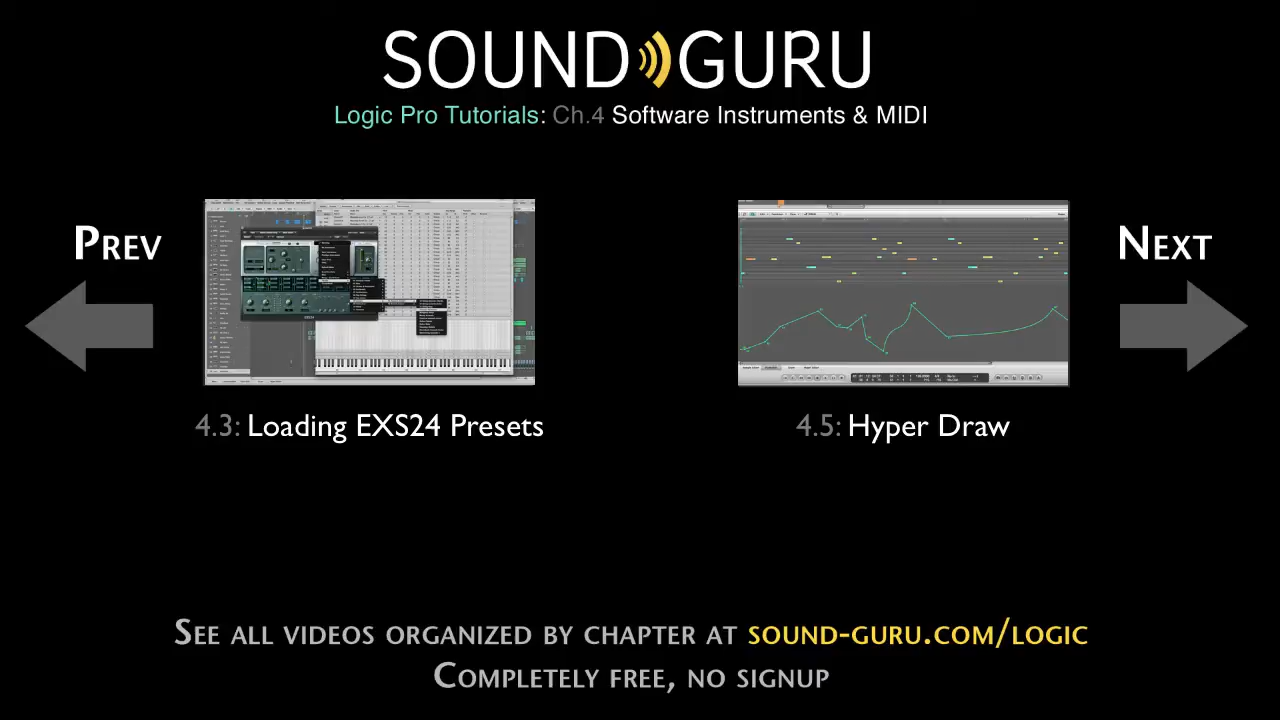 SOUND GURU
Logic Pro Tutorials: Ch.4 Software Instruments & MIDI
PREV
NEXT
4.3: Loading EXS24 Presets
4.5: Hyper Draw
SEE ALL VIDEOS ORGANIZED BY CHAPTER AT SOUND-GURU.COM/LOGIC
COMPLETELY FREE, NO SIGNUP